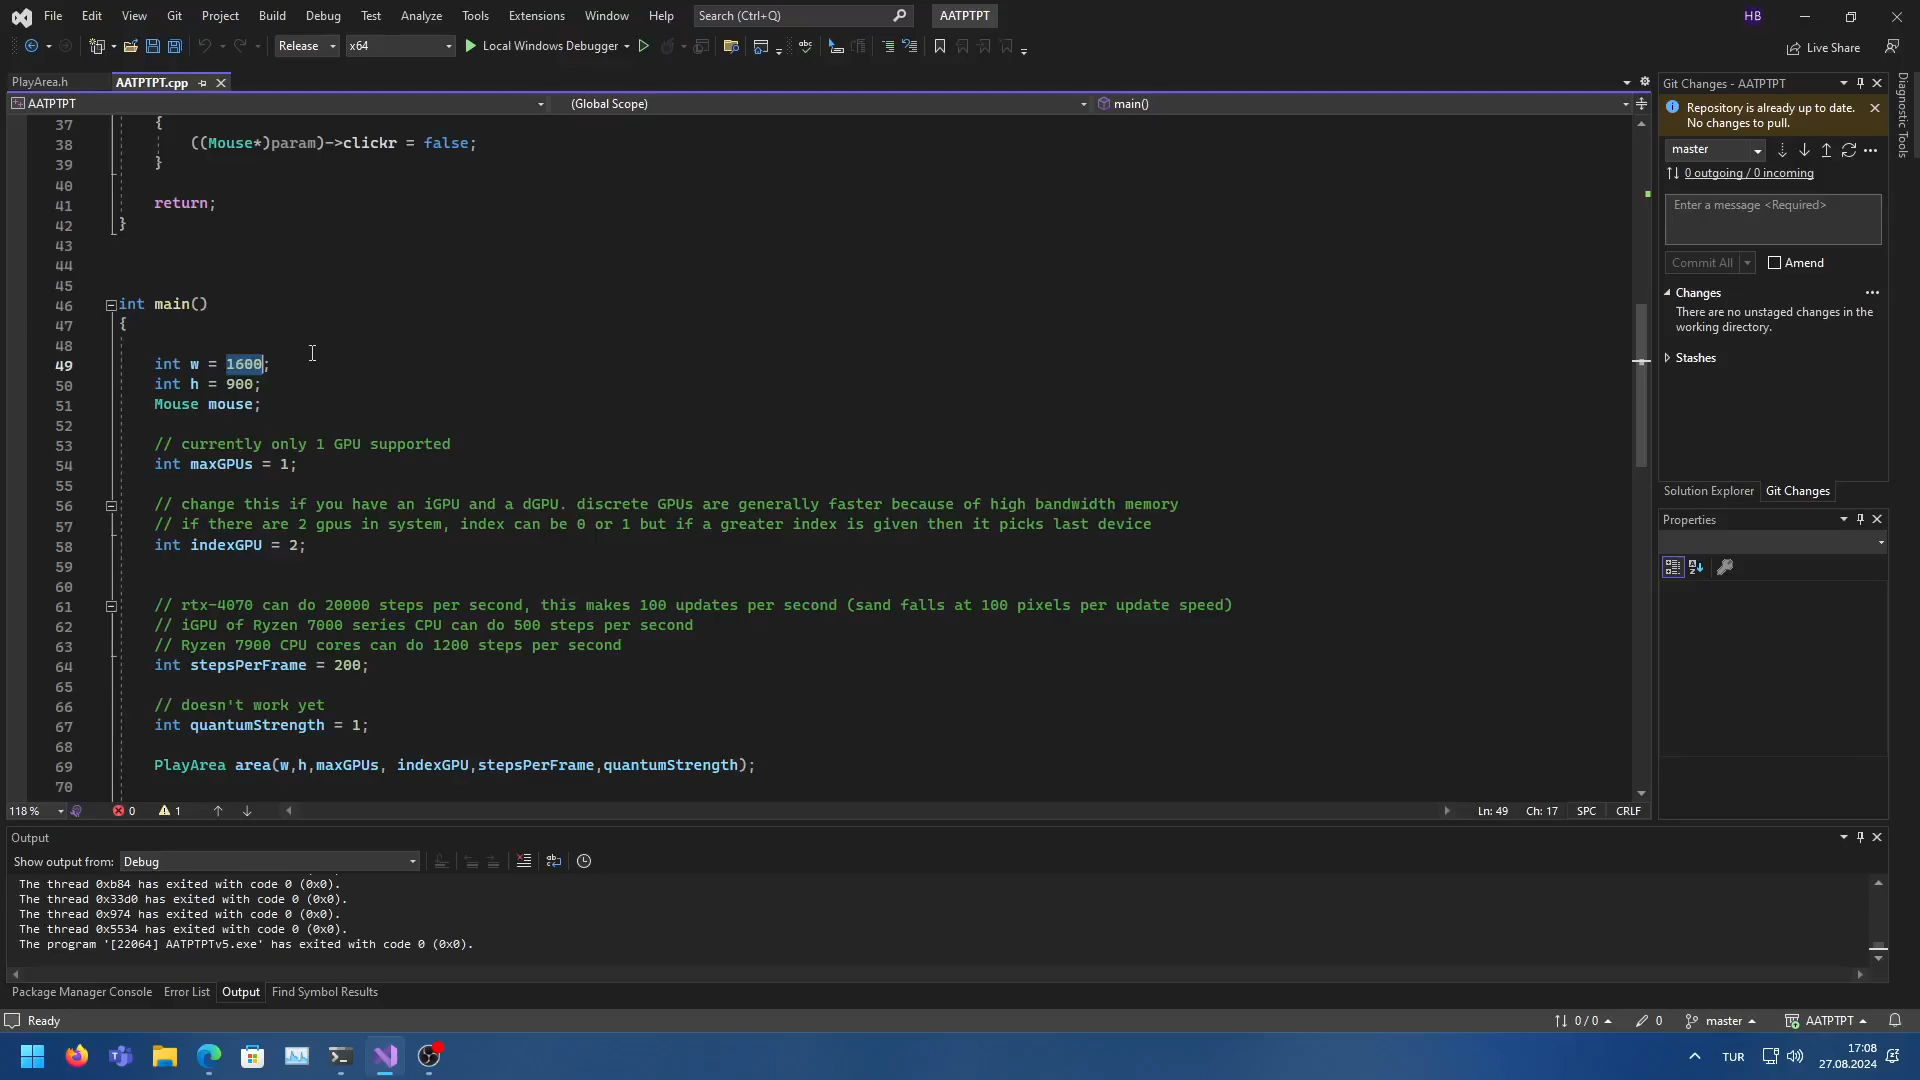 File Edit View Git Project Build Debug Test Analyze Tools Extensions Window Help Search (Ctrl+Q) AATPTPT HB
Release x64 Local Windows Debugger Live Share
PlayArea.h AATPTPT.cpp
AATPTPT (Global Scope) main()
37 {
38 ((Mouse*)param)->clickr = false;
39 }
40
41 return;
42 }
43
44
45
46 int main()
47 {
48
49 int w = 1600;
50 int h = 900;
51 Mouse mouse;
52
53 // currently only 1 GPU supported
54 int maxGPUs = 1;
55
56 // change this if you have an iGPU and a dGPU. discrete GPUs are generally faster because of high bandwidth memory
57 // if there are 2 gpus in system, index can be 0 or 1 but if a greater index is given then it picks last device
58 int indexGPU = 2;
59
60
61 // rtx-4070 can do 20000 steps per second, this makes 100 updates per second (sand falls at 100 pixels per update speed)
62 // iGPU of Ryzen 7000 series CPU can do 500 steps per second
63 // Ryzen 7900 CPU cores can do 1200 steps per second
64 int stepsPerFrame = 200;
65
66 // doesn't work yet
67 int quantumStrength = 1;
68
69 PlayArea area(w,h,maxGPUs, indexGPU,stepsPerFrame,quantumStrength);
70
118 % 0 1 Ln: 49 Ch: 17 SPC CRLF
Git Changes - AATPTPT
Repository is already up to date.
No changes to pull.
master
0 outgoing / 0 incoming
Enter a message <Required>
Commit All Amend
Changes
There are no unstaged changes in the
working directory.
Stashes
Solution Explorer Git Changes
Properties
Diagnostic Tools
Output
Show output from: Debug
The thread 0xb84 has exited with code 0 (0x0).
The thread 0x33d0 has exited with code 0 (0x0).
The thread 0x974 has exited with code 0 (0x0).
The thread 0x5534 has exited with code 0 (0x0).
The program '[22064] AATPTPTv5.exe' has exited with code 0 (0x0).
Package Manager Console Error List Output Find Symbol Results
Ready 0 / 0 0 master AATPTPT
TUR 17:08
27.08.2024